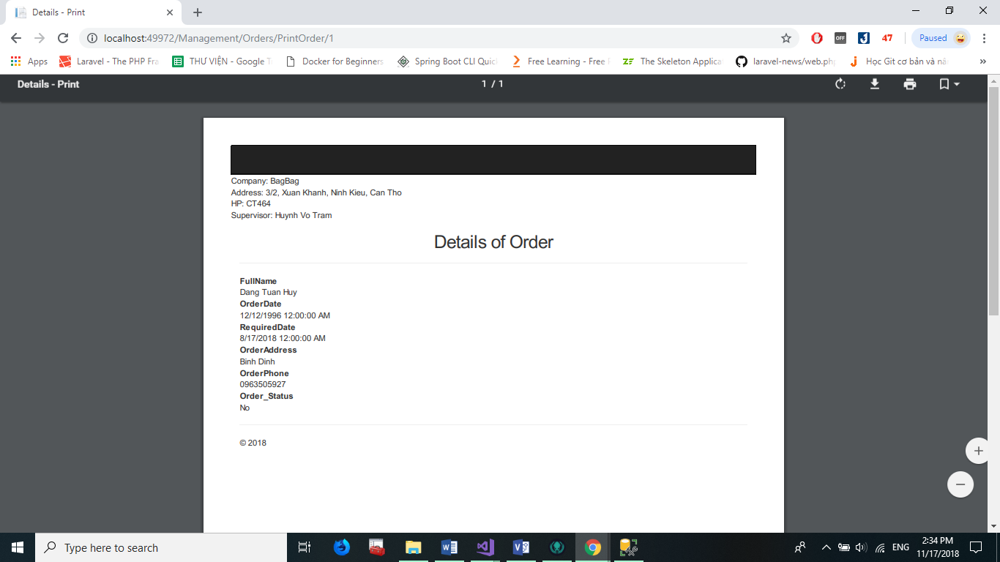 Details - Print
localhost:49972/Management/Orders/PrintOrder/1
OFF
47
Paused
Apps
Laravel - The PHP Fra
THƯ VIỆN - Google T
Docker for Beginners
Spring Boot CLI Quic
Free Learning - Free
The Skeleton Applica
laravel-news/web.php
Học Git cơ bản và nâ
Details - Print
1 / 1
Company: BagBag
Address: 3/2, Xuan Khanh, Ninh Kieu, Can Tho
HP: CT464
Supervisor: Huynh Vo Tram
Details of Order
FullName
Dang Tuan Huy
OrderDate
12/12/1996 12:00:00 AM
RequiredDate
8/17/2018 12:00:00 AM
OrderAddress
Binh Dinh
OrderPhone
0963505927
Order_Status
No
© 2018
Type here to search
ENG
2:34 PM
11/17/2018